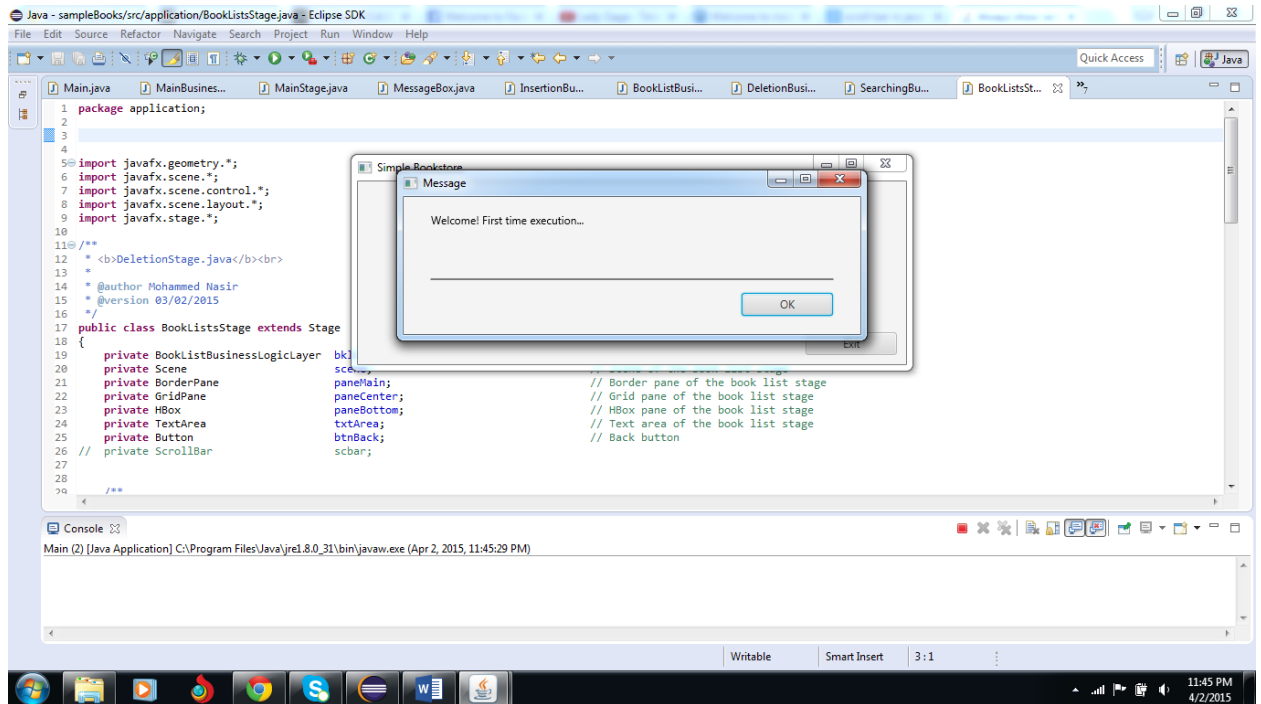 Java - sampleBooks/src/application/BookListsStage.java - Eclipse SDK
File Edit Source Refactor Navigate Search Project Run Window Help
Quick Access Java
Main.java MainBusines... MainStage.java MessageBox.java InsertionBu... BookListBusi... DeletionBusi... SearchingBu... BookListsSt... »7
1 package application;
2
3
4
5 import javafx.geometry.*;
6 import javafx.scene.*;
7 import javafx.scene.control.*;
8 import javafx.scene.layout.*;
9 import javafx.stage.*;
10
11 /**
12 * <b>DeletionStage.java</b><br>
13 *
14 * @author Mohammed Nasir
15 * @version 03/02/2015
16 */
17 public class BookListsStage extends Stage
18 {
19 private BookListBusinessLogicLayer bkl
20 private Scene scene; // Scene of the book list stage
21 private BorderPane paneMain; // Border pane of the book list stage
22 private GridPane paneCenter; // Grid pane of the book list stage
23 private HBox paneBottom; // HBox pane of the book list stage
24 private TextArea txtArea; // Text area of the book list stage
25 private Button btnBack; // Back button
26 // private ScrollBar scbar;
27
28
29 /**
Simple Bookstore
Message
Welcome! First time execution...
OK
Exit
Console
Main (2) [Java Application] C:\Program Files\Java\jre1.8.0_31\bin\javaw.exe (Apr 2, 2015, 11:45:29 PM)
Writable Smart Insert 3 : 1
11:45 PM
4/2/2015